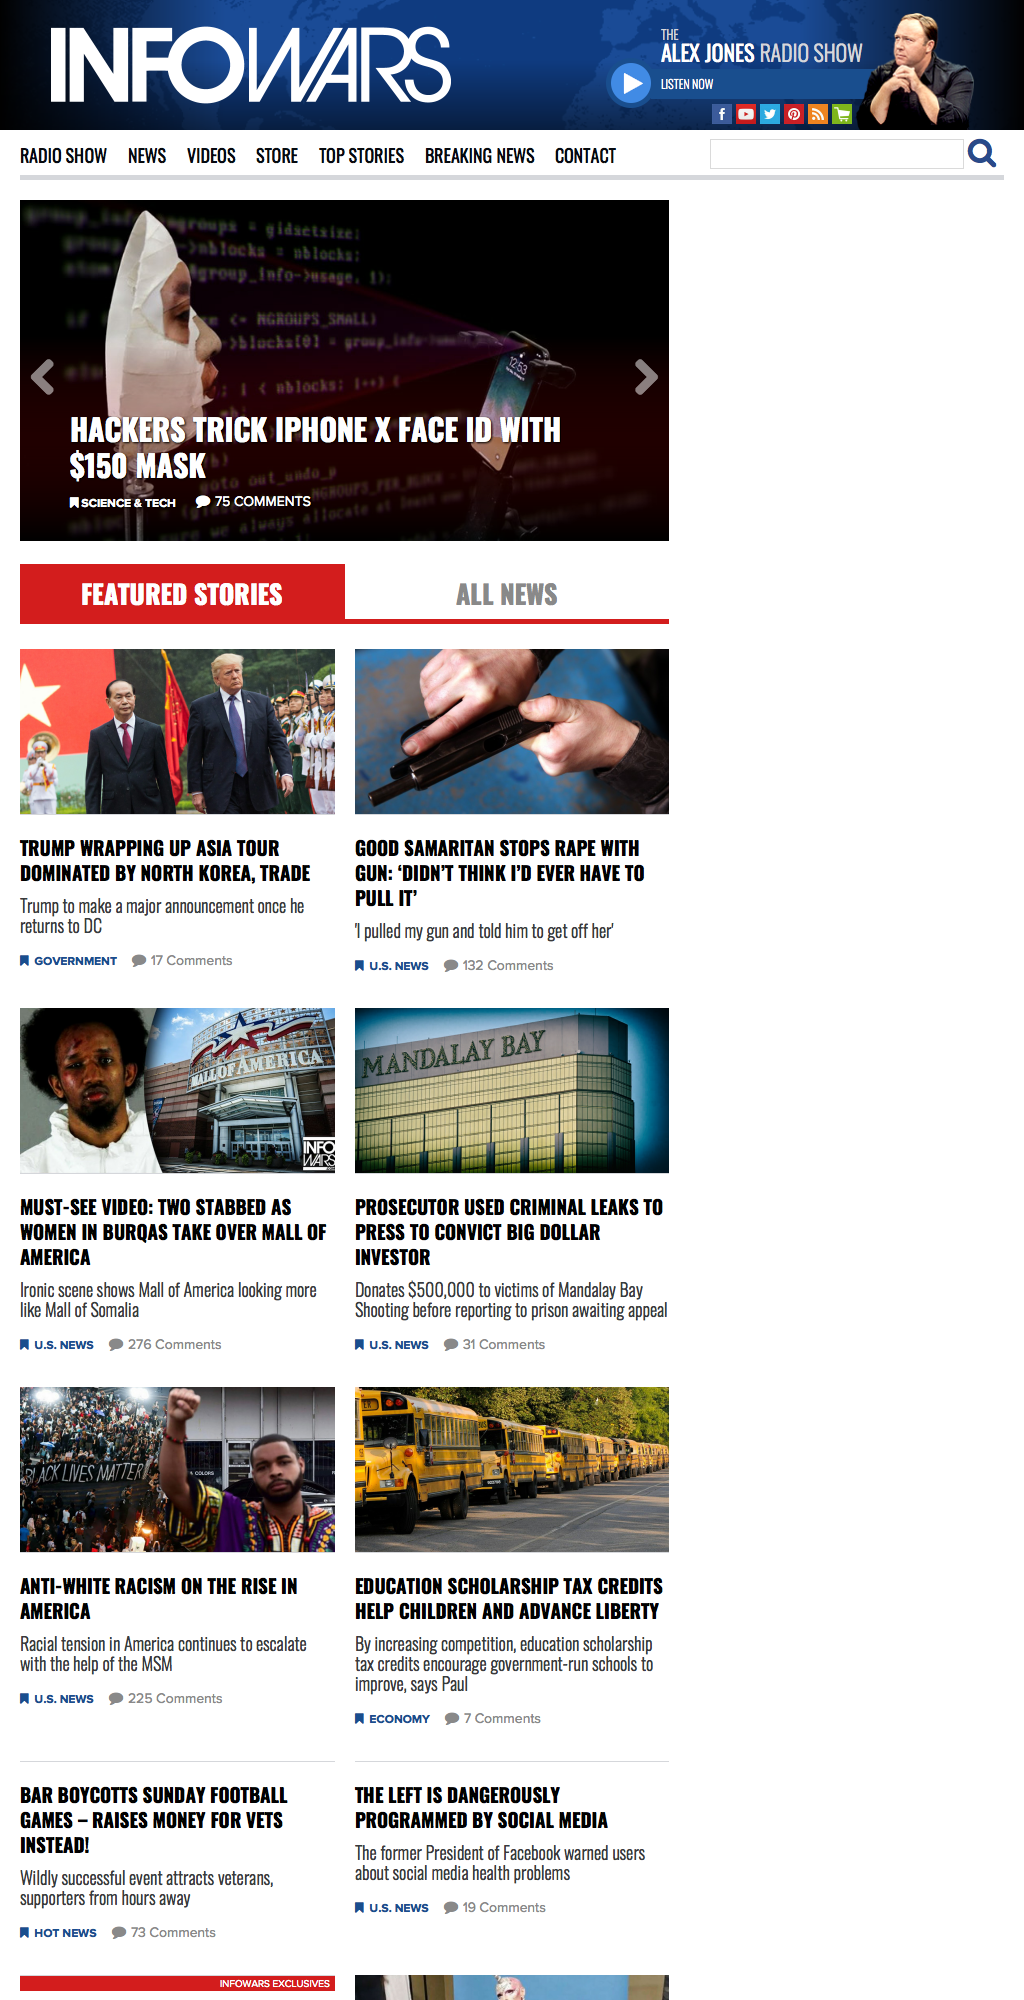 INFOWARS
THE
ALEX JONES RADIO SHOW
LISTEN NOW
RADIO SHOW NEWS VIDEOS STORE TOP STORIES BREAKING NEWS CONTACT
group_info->nblocks = nblocks;
NGROUPS_SMALL)
12:53
HACKERS TRICK IPHONE X FACE ID WITH
$150 MASK
SCIENCE & TECH 75 COMMENTS
FEATURED STORIES ALL NEWS
TRUMP WRAPPING UP ASIA TOUR
DOMINATED BY NORTH KOREA, TRADE
Trump to make a major announcement once he
returns to DC
GOVERNMENT 17 Comments
GOOD SAMARITAN STOPS RAPE WITH
GUN: ‘DIDN’T THINK I’D EVER HAVE TO
PULL IT’
'I pulled my gun and told him to get off her'
U.S. NEWS 132 Comments
MALL OF AMERICA
INFO
WARS
MUST-SEE VIDEO: TWO STABBED AS
WOMEN IN BURQAS TAKE OVER MALL OF
AMERICA
Ironic scene shows Mall of America looking more
like Mall of Somalia
U.S. NEWS 276 Comments
MANDALAY BAY
PROSECUTOR USED CRIMINAL LEAKS TO
PRESS TO CONVICT BIG DOLLAR
INVESTOR
Donates $500,000 to victims of Mandalay Bay
Shooting before reporting to prison awaiting appeal
U.S. NEWS 31 Comments
BLACK LIVES MATTER
COLORS
ANTI-WHITE RACISM ON THE RISE IN
AMERICA
Racial tension in America continues to escalate
with the help of the MSM
U.S. NEWS 225 Comments
EDUCATION SCHOLARSHIP TAX CREDITS
HELP CHILDREN AND ADVANCE LIBERTY
By increasing competition, education scholarship
tax credits encourage government-run schools to
improve, says Paul
ECONOMY 7 Comments
BAR BOYCOTTS SUNDAY FOOTBALL
GAMES – RAISES MONEY FOR VETS
INSTEAD!
Wildly successful event attracts veterans,
supporters from hours away
HOT NEWS 73 Comments
THE LEFT IS DANGEROUSLY
PROGRAMMED BY SOCIAL MEDIA
The former President of Facebook warned users
about social media health problems
U.S. NEWS 19 Comments
INFOWARS EXCLUSIVES